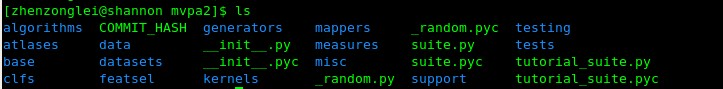 [zhenzonglei@shannon mvpa2]$ ls
algorithms COMMIT_HASH generators mappers _random.pyc testing
atlases data __init__.py measures suite.py tests
base datasets __init__.pyc misc suite.pyc tutorial_suite.py
clfs featsel kernels _random.py support tutorial_suite.pyc